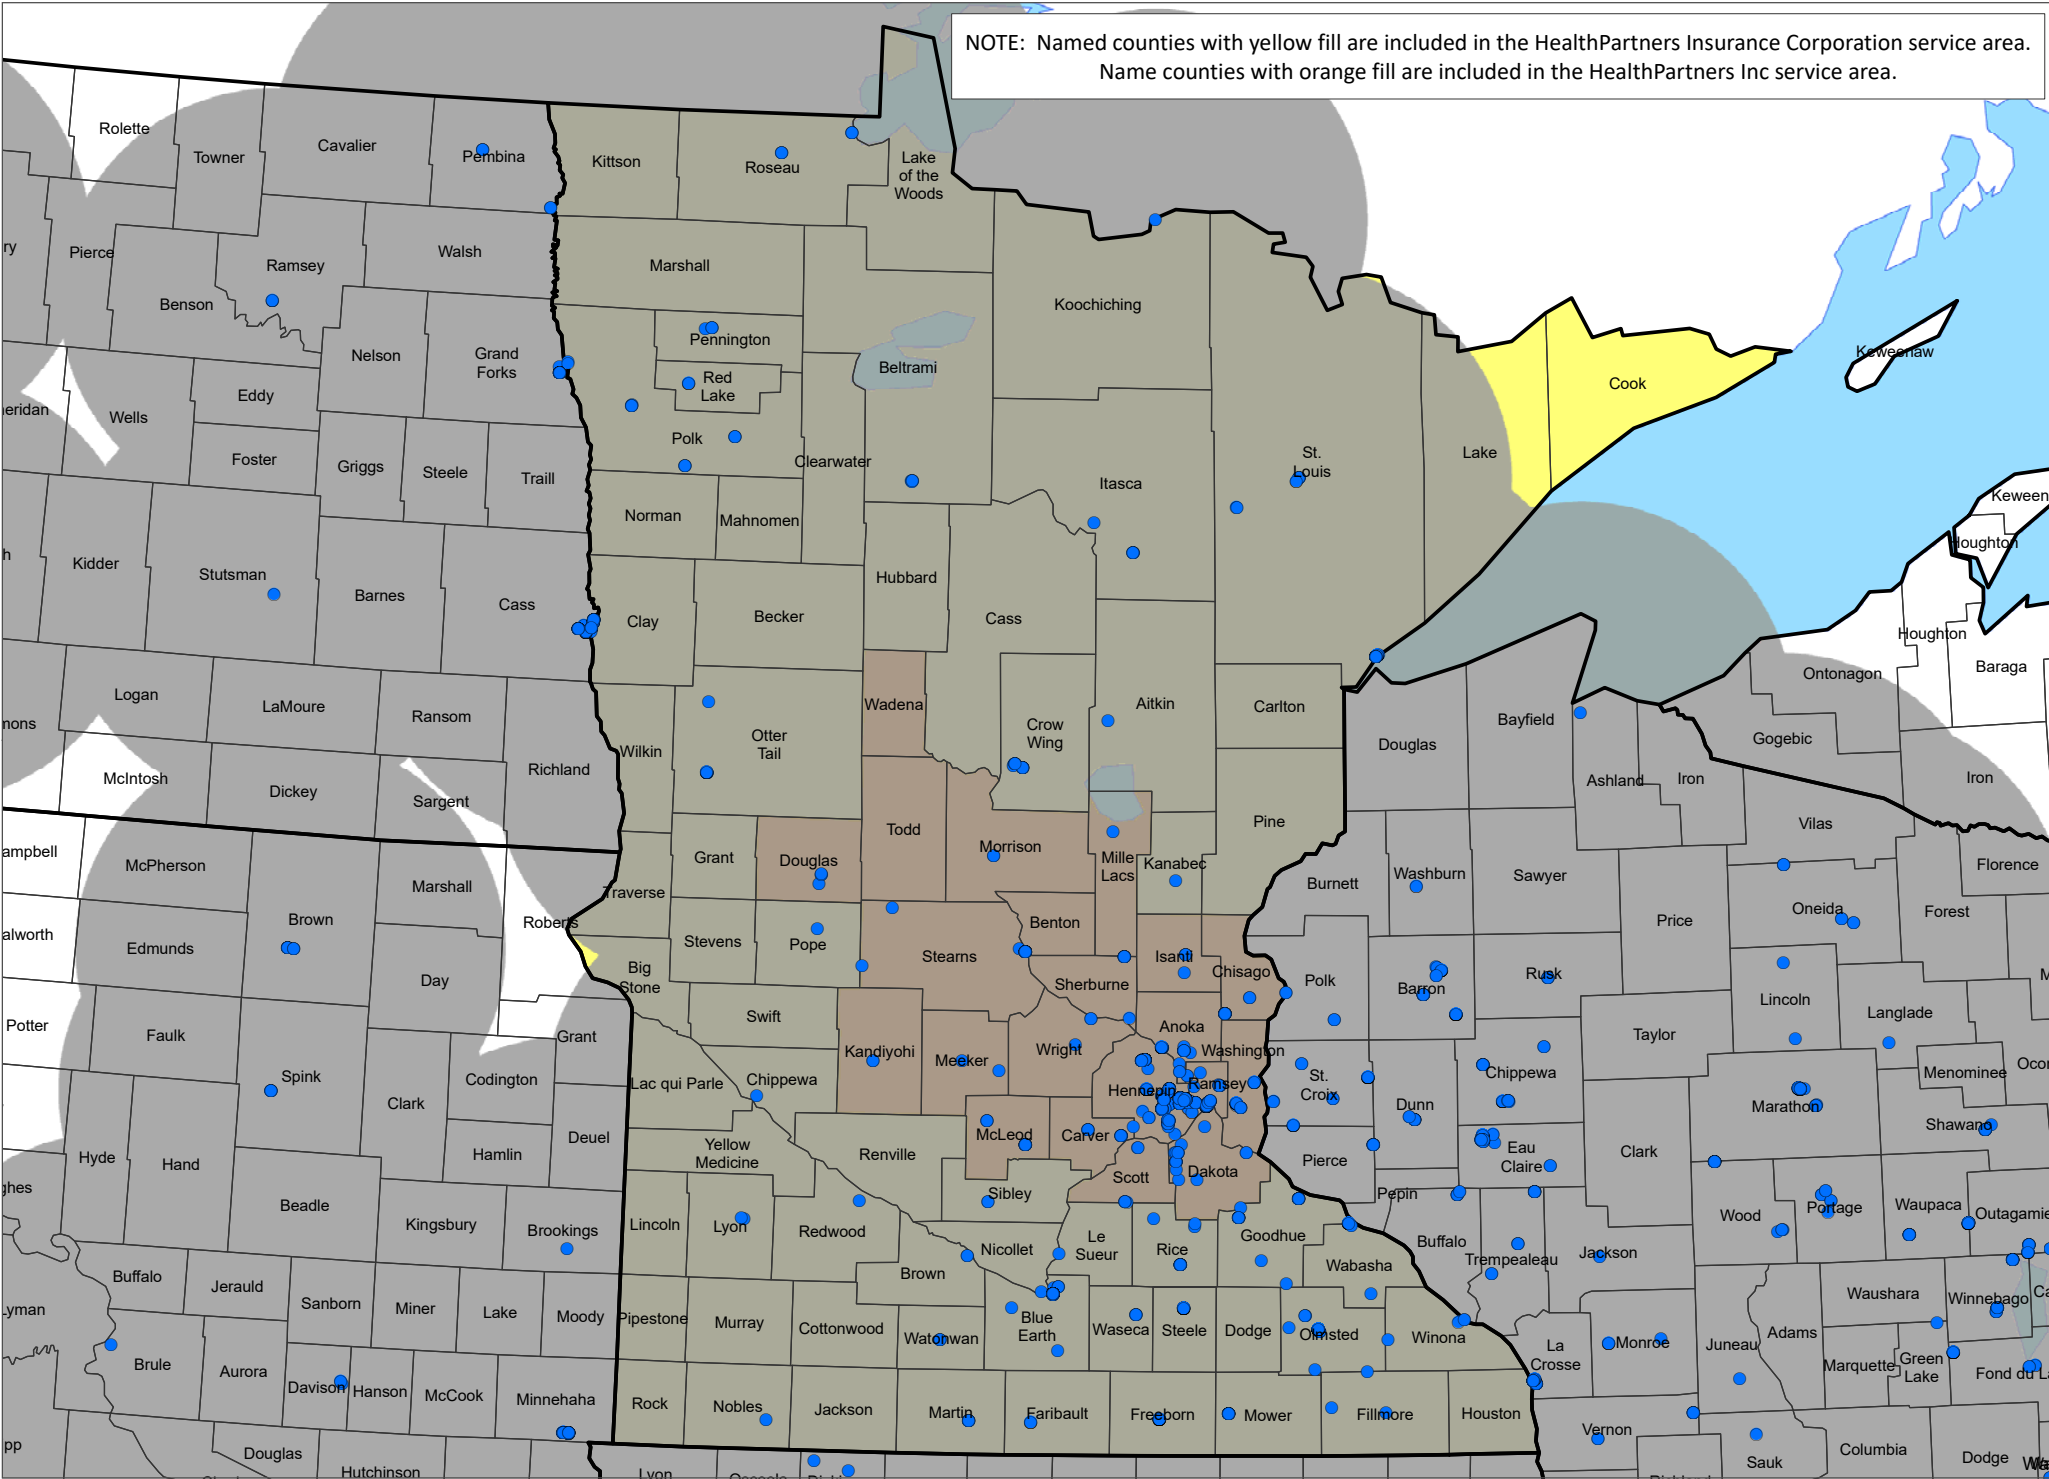 NOTE: Named counties with yellow fill are included in the HealthPartners Insurance Corporation service area.
Name counties with orange fill are included in the HealthPartners Inc service area.
Rolette
Towner
Cavalier
Pembina
Kittson
Roseau
Lake
of the
Woods
ry
Pierce
Ramsey
Walsh
Benson
Marshall
Koochiching
Nelson
Grand
Forks
Pennington
Red
Lake
Beltrami
Keweenaw
Cook
eridan
Wells
Eddy
Foster
Griggs
Steele
Traill
Polk
Clearwater
St.
Louis
Lake
Itasca
Norman
Mahnomen
Keween
Houghton
h
Kidder
Stutsman
Barnes
Cass
Clay
Becker
Hubbard
Cass
Houghton
Baraga
Ontonagon
mons
Logan
LaMoure
Ransom
Wilkin
Otter
Tail
Wadena
Crow
Wing
Aitkin
Carlton
Douglas
Bayfield
Gogebic
McIntosh
Dickey
Sargent
Richland
Ashland
Iron
Iron
ampbell
McPherson
Marshall
Grant
Douglas
Todd
Morrison
Mille
Lacs
Kanabec
Pine
Burnett
Washburn
Sawyer
Vilas
Florence
Traverse
Roberts
alworth
Edmunds
Brown
Day
Big
Stone
Stevens
Pope
Stearns
Benton
Sherburne
Isanti
Chisago
Polk
Barron
Rusk
Price
Oneida
Forest
Lincoln
Langlade
M
Potter
Faulk
Spink
Grant
Codington
Clark
Swift
Kandiyohi
Meeker
Wright
Anoka
Washington
Hennepin
Ramsey
St.
Croix
Dunn
Chippewa
Taylor
Marathon
Menominee
Ocor
Shawano
Lac qui Parle
Chippewa
Hyde
Hand
Hamlin
Deuel
Yellow
Medicine
Renville
McLeod
Carver
Scott
Dakota
Pierce
Eau
Claire
Clark
ghes
Beadle
Kingsbury
Brookings
Lincoln
Lyon
Redwood
Sibley
Nicollet
Le
Sueur
Rice
Goodhue
Pepin
Buffalo
Trempealeau
Jackson
Wood
Portage
Waupaca
Outagamie
Buffalo
Jerauld
Sanborn
Miner
Lake
Moody
Brown
Wabasha
Lyman
Brule
Aurora
Davison
Hanson
McCook
Minnehaha
Pipestone
Murray
Cottonwood
Watonwan
Blue
Earth
Waseca
Steele
Dodge
Olmsted
Winona
La
Crosse
Monroe
Juneau
Adams
Waushara
Winnebago
Ca
Marquette
Green
Lake
Fond du La
Rock
Nobles
Jackson
Martin
Faribault
Freeborn
Mower
Fillmore
Houston
Vernon
pp
Douglas
Hutchinson
Lyon
Sauk
Columbia
Dodge